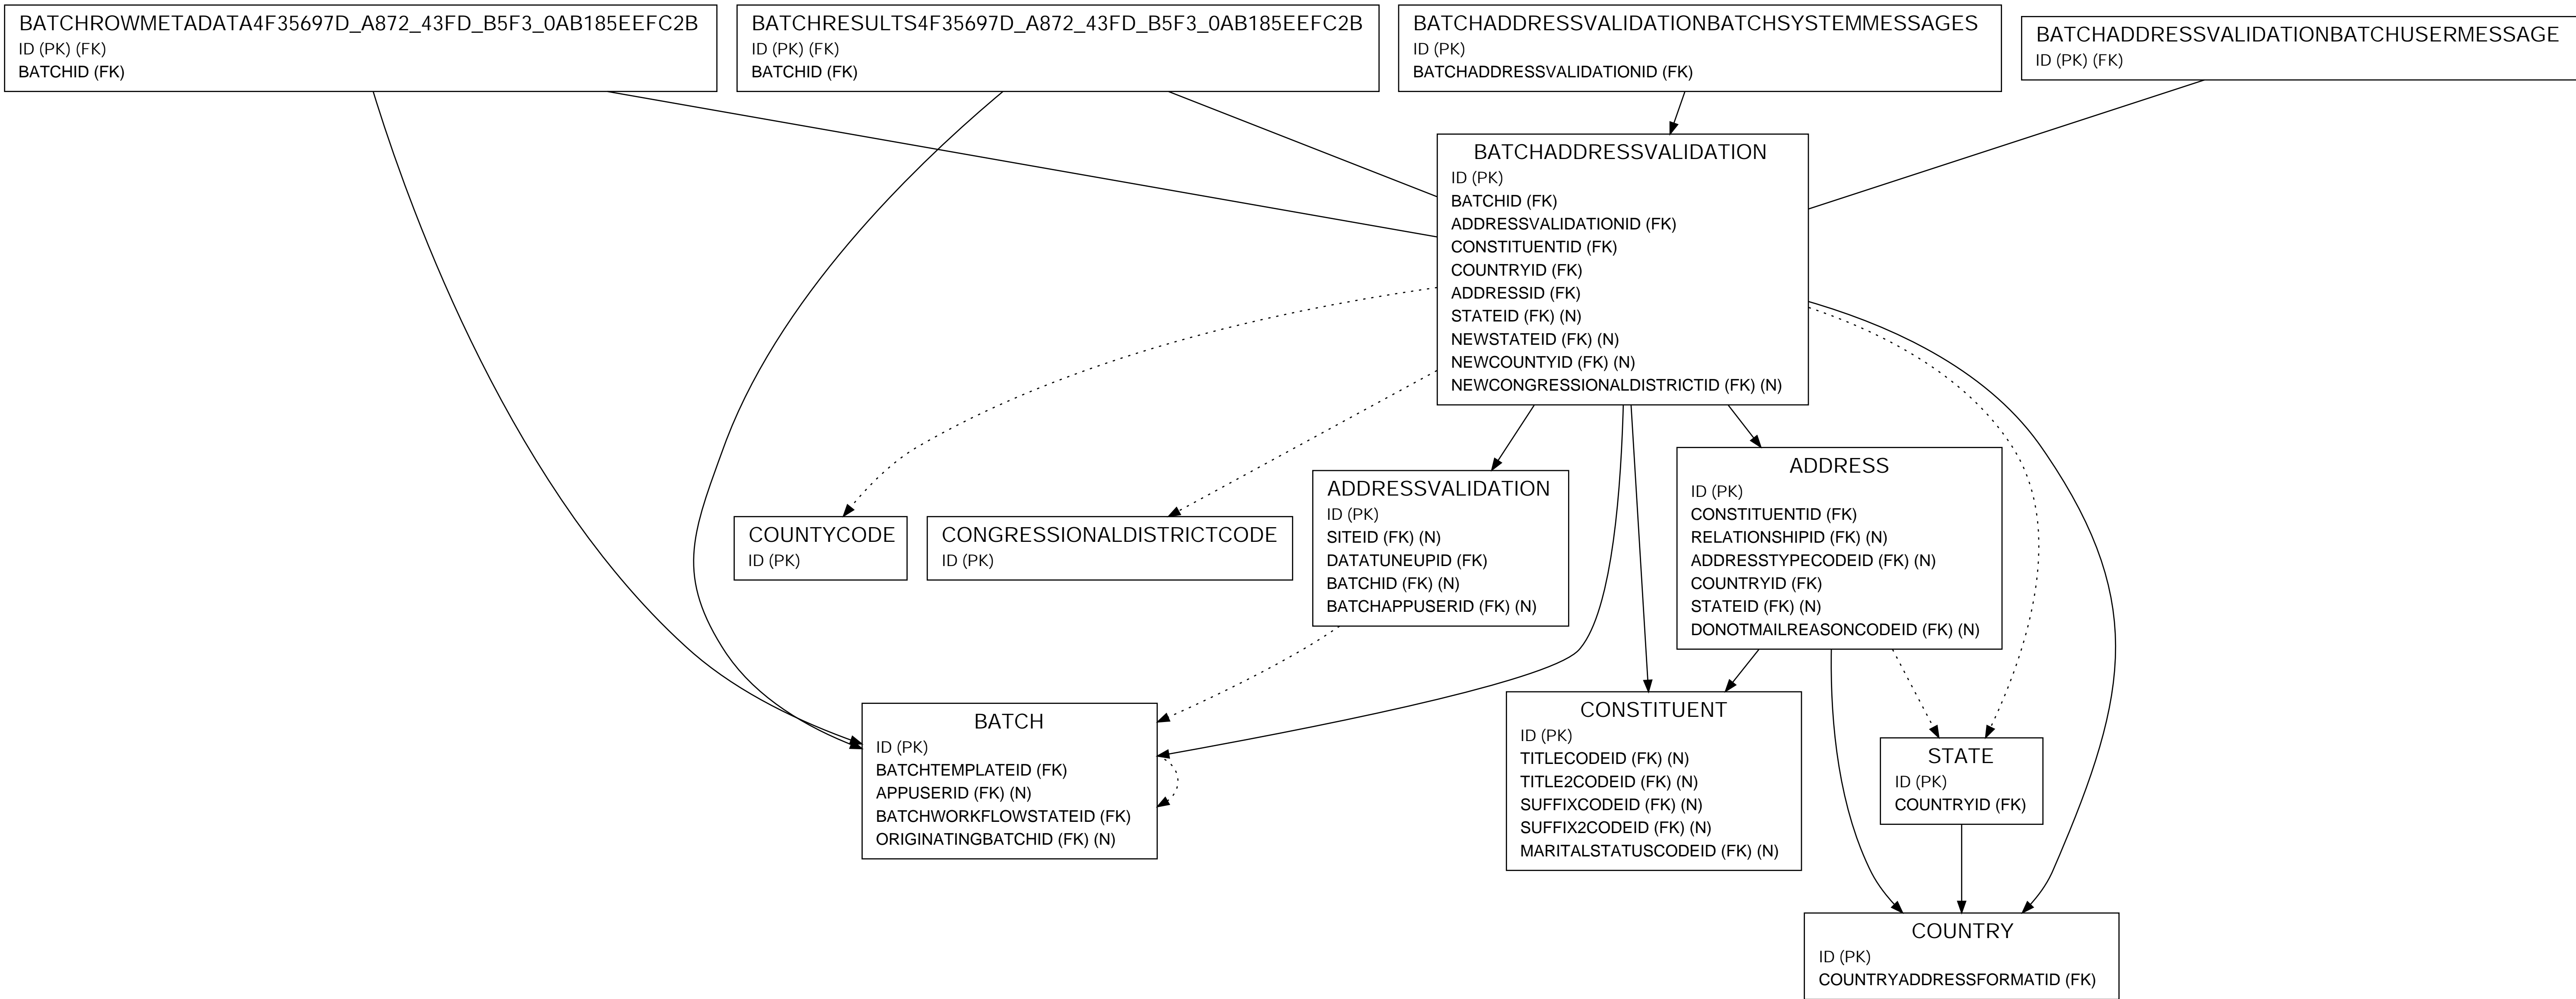 BATCHROWMETADATA4F35697D_A872_43FD_B5F3_0AB185EEFC2B
ID (PK) (FK)
BATCHID (FK)
BATCHRESULTS4F35697D_A872_43FD_B5F3_0AB185EEFC2B
ID (PK) (FK)
BATCHID (FK)
BATCHADDRESSVALIDATIONBATCHSYSTEMMESSAGES
ID (PK)
BATCHADDRESSVALIDATIONID (FK)
BATCHADDRESSVALIDATIONBATCHUSERMESSAGE
ID (PK) (FK)
BATCHADDRESSVALIDATION
ID (PK)
BATCHID (FK)
ADDRESSVALIDATIONID (FK)
CONSTITUENTID (FK)
COUNTRYID (FK)
ADDRESSID (FK)
STATEID (FK) (N)
NEWSTATEID (FK) (N)
NEWCOUNTYID (FK) (N)
NEWCONGRESSIONALDISTRICTID (FK) (N)
COUNTYCODE
ID (PK)
CONGRESSIONALDISTRICTCODE
ID (PK)
ADDRESSVALIDATION
ID (PK)
SITEID (FK) (N)
DATATUNEUPID (FK)
BATCHID (FK) (N)
BATCHAPPUSERID (FK) (N)
ADDRESS
ID (PK)
CONSTITUENTID (FK)
RELATIONSHIPID (FK) (N)
ADDRESSTYPECODEID (FK) (N)
COUNTRYID (FK)
STATEID (FK) (N)
DONOTMAILREASONCODEID (FK) (N)
BATCH
ID (PK)
BATCHTEMPLATEID (FK)
APPUSERID (FK) (N)
BATCHWORKFLOWSTATEID (FK)
ORIGINATINGBATCHID (FK) (N)
CONSTITUENT
ID (PK)
TITLECODEID (FK) (N)
TITLE2CODEID (FK) (N)
SUFFIXCODEID (FK) (N)
SUFFIX2CODEID (FK) (N)
MARITALSTATUSCODEID (FK) (N)
STATE
ID (PK)
COUNTRYID (FK)
COUNTRY
ID (PK)
COUNTRYADDRESSFORMATID (FK)